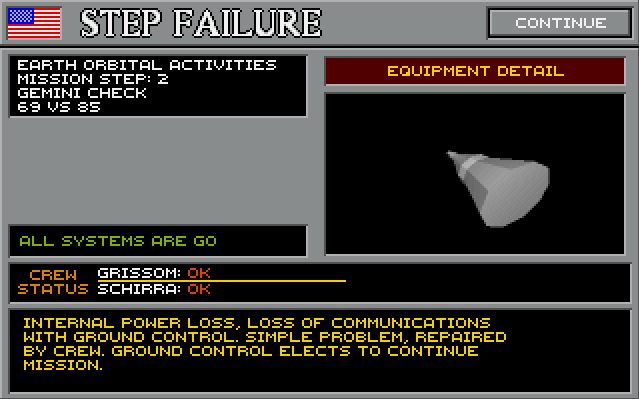 STEP FAILURE
CONTINUE
EARTH ORBITAL ACTIVITIES
MISSION STEP: 2
GEMINI CHECK
69 VS 85
EQUIPMENT DETAIL
ALL SYSTEMS ARE GO
CREW STATUS
GRISSOM: OK
SCHIRRA: OK
INTERNAL POWER LOSS, LOSS OF COMMUNICATIONS
WITH GROUND CONTROL. SIMPLE PROBLEM, REPAIRED
BY CREW. GROUND CONTROL ELECTS TO CONTINUE
MISSION.